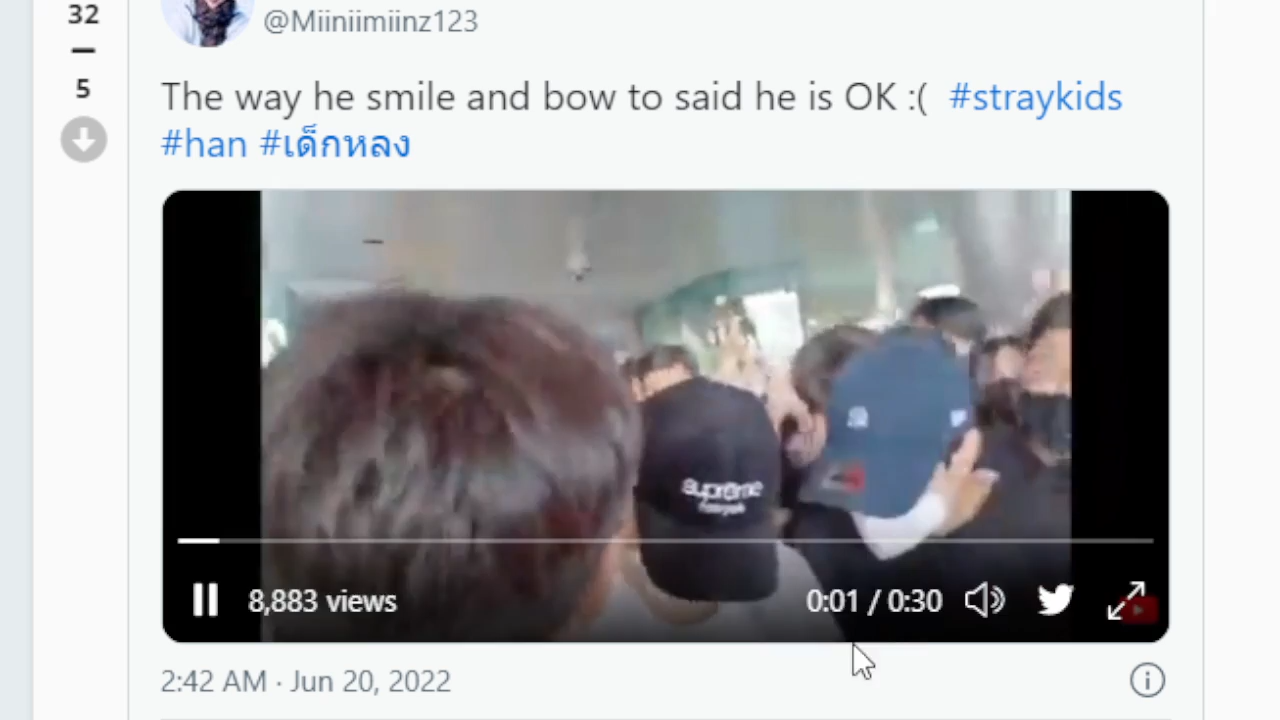 32
@Miiniimiinz123
5
The way he smile and bow to said he is OK :( #straykids
#han #เด็กหลง
Supreme
8,883 views
0:01 / 0:30
2:42 AM · Jun 20, 2022